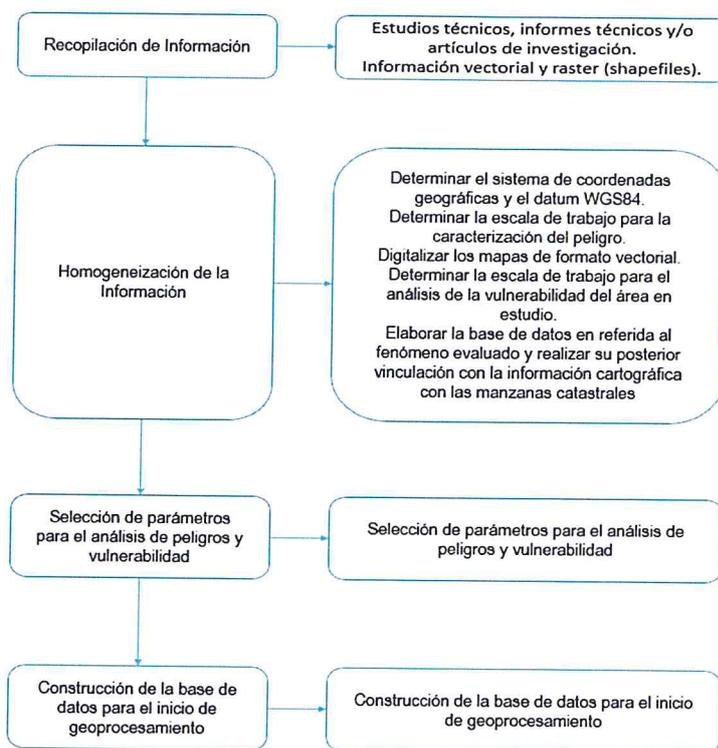 Recopilación de Información
Estudios técnicos, informes técnicos y/o
artículos de investigación.
Información vectorial y raster (shapefiles).
Homogeneización de la
Información
Determinar el sistema de coordenadas
geográficas y el datum WGS84.
Determinar la escala de trabajo para la
caracterización del peligro.
Digitalizar los mapas de formato vectorial.
Determinar la escala de trabajo para el
análisis de la vulnerabilidad del área en
estudio.
Elaborar la base de datos en referida al
fenómeno evaluado y realizar su posterior
vinculación con la información cartográfica
con las manzanas catastrales
Selección de parámetros
para el análisis de peligros y
vulnerabilidad
Selección de parámetros para el análisis de
peligros y vulnerabilidad
Construcción de la base de
datos para el inicio de
geoprocesamiento
Construcción de la base de datos para el inicio
de geoprocesamiento